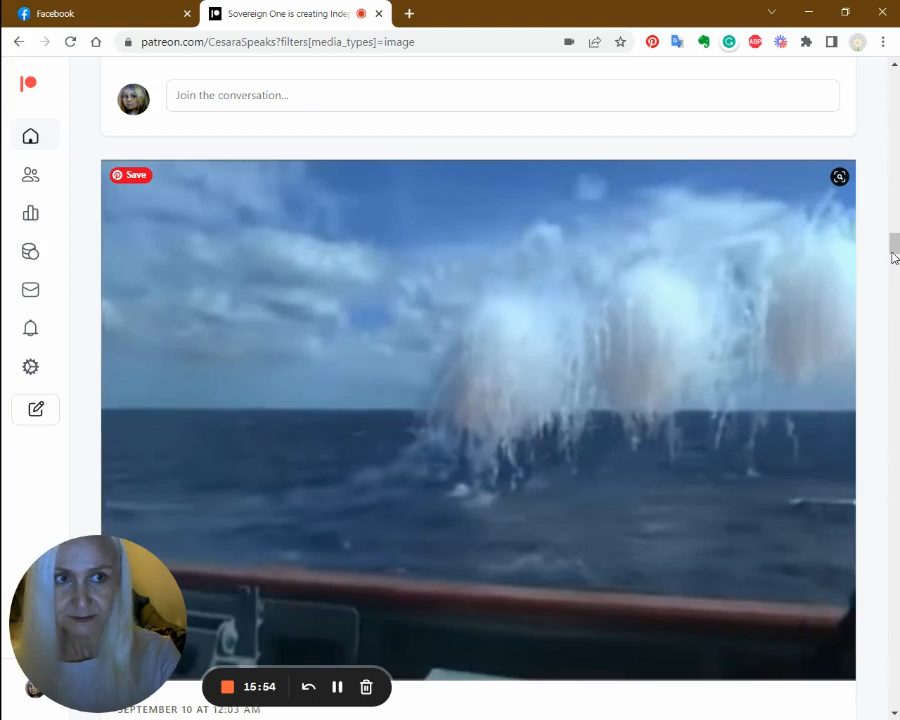 Facebook
Sovereign One is creating Inde
patreon.com/CesaraSpeaks?filters[media_types]=image
Join the conversation...
Save
15:54
SEPTEMBER 10 AT 12:03 AM